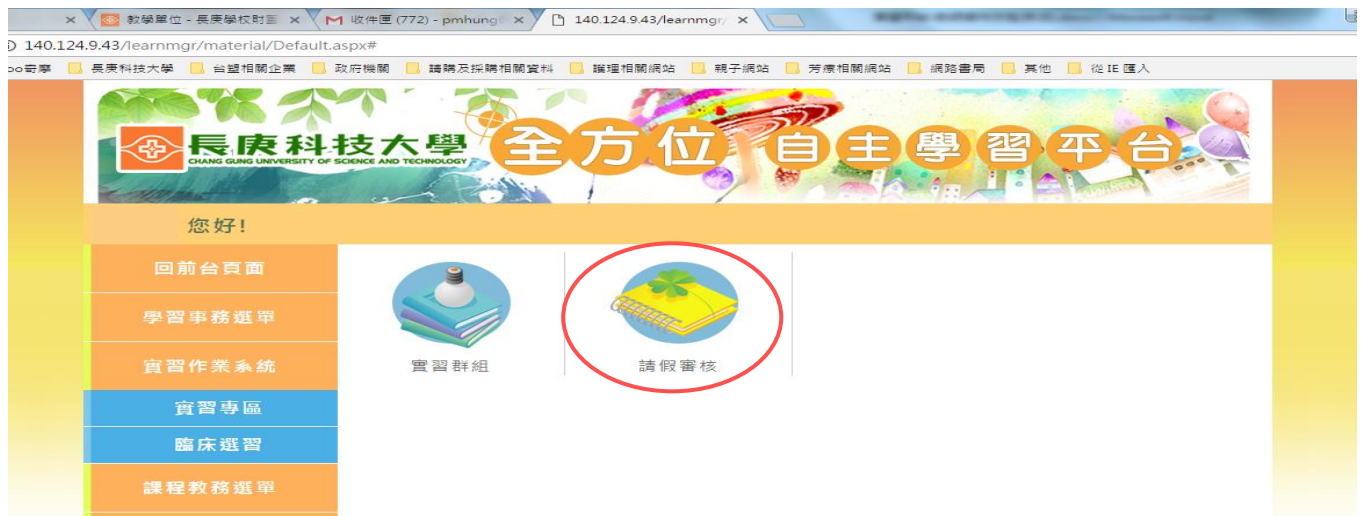 教學單位 - 長庚學校財團 收件匣 (772) - pmhung 140.124.9.43/learnmgr/
140.124.9.43/learnmgr/material/Default.aspx#
oo奇摩 長庚科技大學 台塑相關企業 政府機關 請購及採購相關資料 護理相關網站 親子網站 芳療相關網站 網路書局 其他 從 IE 匯入
長庚科技大學 全方位自主學習平台
CHANG GUNG UNIVERSITY OF SCIENCE AND TECHNOLOGY
您好!
回前台頁面
學習事務選單
實習作業系統
實習群組
請假審核
實習專區
臨床選習
課程教務選單